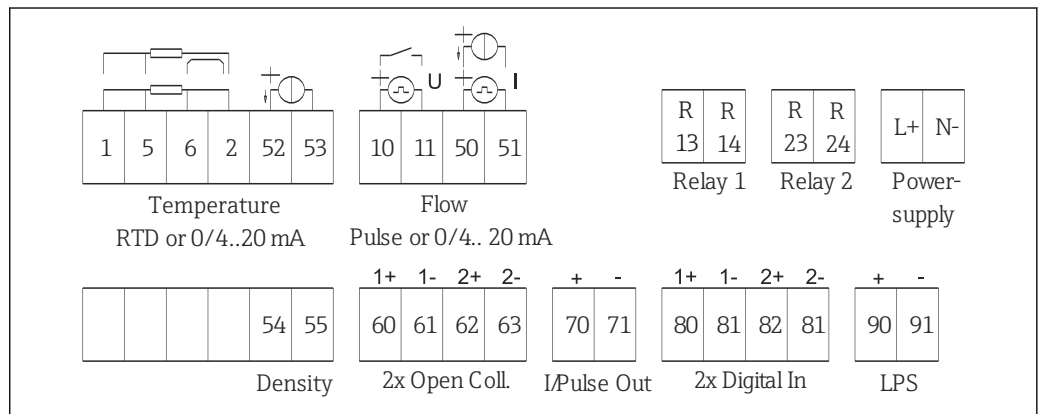 U I
1 5 6 2 52 53 10 11 50 51 R 13 R 14 R 23 R 24 L+ N-
Relay 1 Relay 2 Power-
supply
Temperature Flow
RTD or 0/4..20 mA Pulse or 0/4.. 20 mA
1+ 1- 2+ 2- + - 1+ 1- 2+ 2- + -
54 55 60 61 62 63 70 71 80 81 82 81 90 91
Density 2x Open Coll. I/Pulse Out 2x Digital In LPS